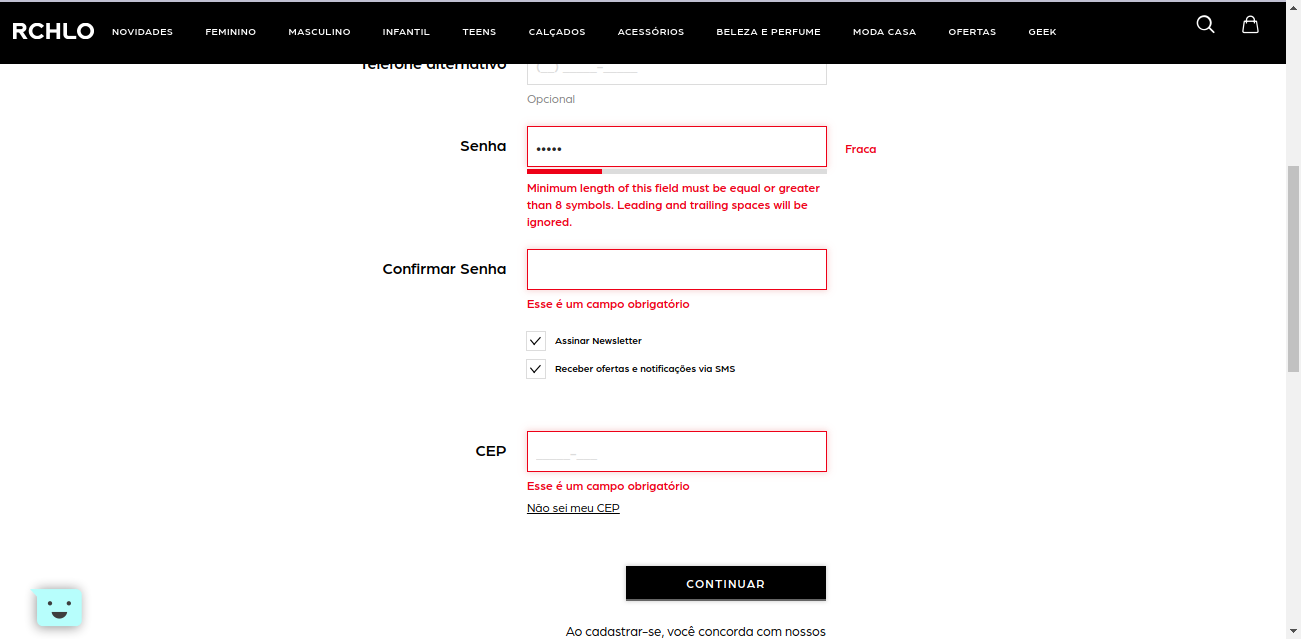 RCHLO NOVIDADES FEMININO MASCULINO INFANTIL TEENS CALÇADOS ACESSÓRIOS BELEZA E PERFUME MODA CASA OFERTAS GEEK
Telefone alternativo
Opcional
Senha
•••••
Fraca
Minimum length of this field must be equal or greater
than 8 symbols. Leading and trailing spaces will be
ignored.
Confirmar Senha
Esse é um campo obrigatório
Assinar Newsletter
Receber ofertas e notificações via SMS
CEP
_____-___
Esse é um campo obrigatório
Não sei meu CEP
CONTINUAR
Ao cadastrar-se, você concorda com nossos